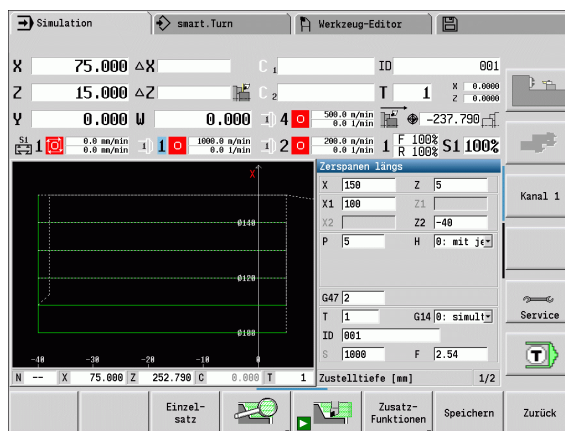 Simulation smart.Turn Werkzeug-Editor
X 75.000 △X C 1 ID 001
Z 15.000 △Z C 2 T 1 X 0.0000 Z 0.0000
Y 0.000 U 0.000 4 500.0 m/min 0.0 1/min -237.790
S1 1 0.0 mm/min 0.0 mm/min 1 1000.0 m/min 0.0 1/min 2 200.0 m/min 0.0 1/min 1 F 100% R 100% S1 100%
Zerspanen längs
X
X 150 Z 5
X1 100 Z1
X2 Z2 -40
P 5 H 0: mit je
Ø140
Ø120
Ø100
G47 2
T 1 G14 0: simult
ID 001
S 1000 F 2.54
-40 -30 -20 -10 0
N -- X 75.000 Z 252.790 C 0.000 T 1
Zustelltiefe [mm] 1/2
Kanal 1
Service
Einzel-
satz
Zusatz-
Funktionen
Speichern
Zurück